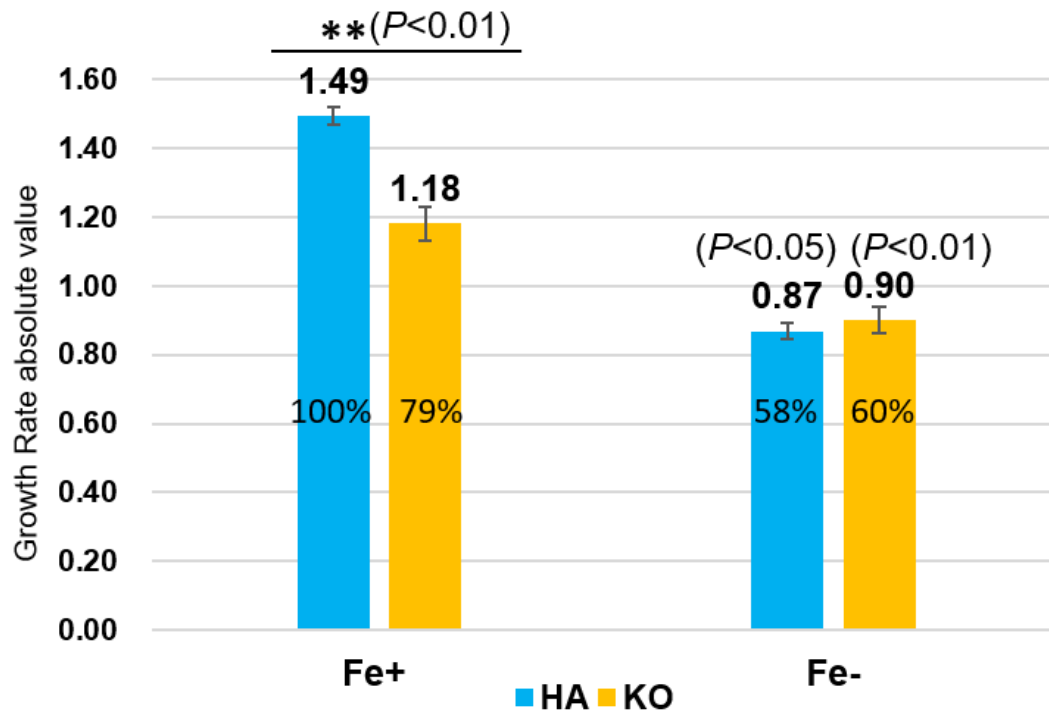 **(P<0.01)
1.60
1.49
1.40
1.18
1.20
(P<0.05) (P<0.01)
1.00
0.87 0.90
0.80
0.60
100% 79% 58% 60%
0.40
0.20
0.00
Growth Rate absolute value
Fe+ Fe-
HA KO